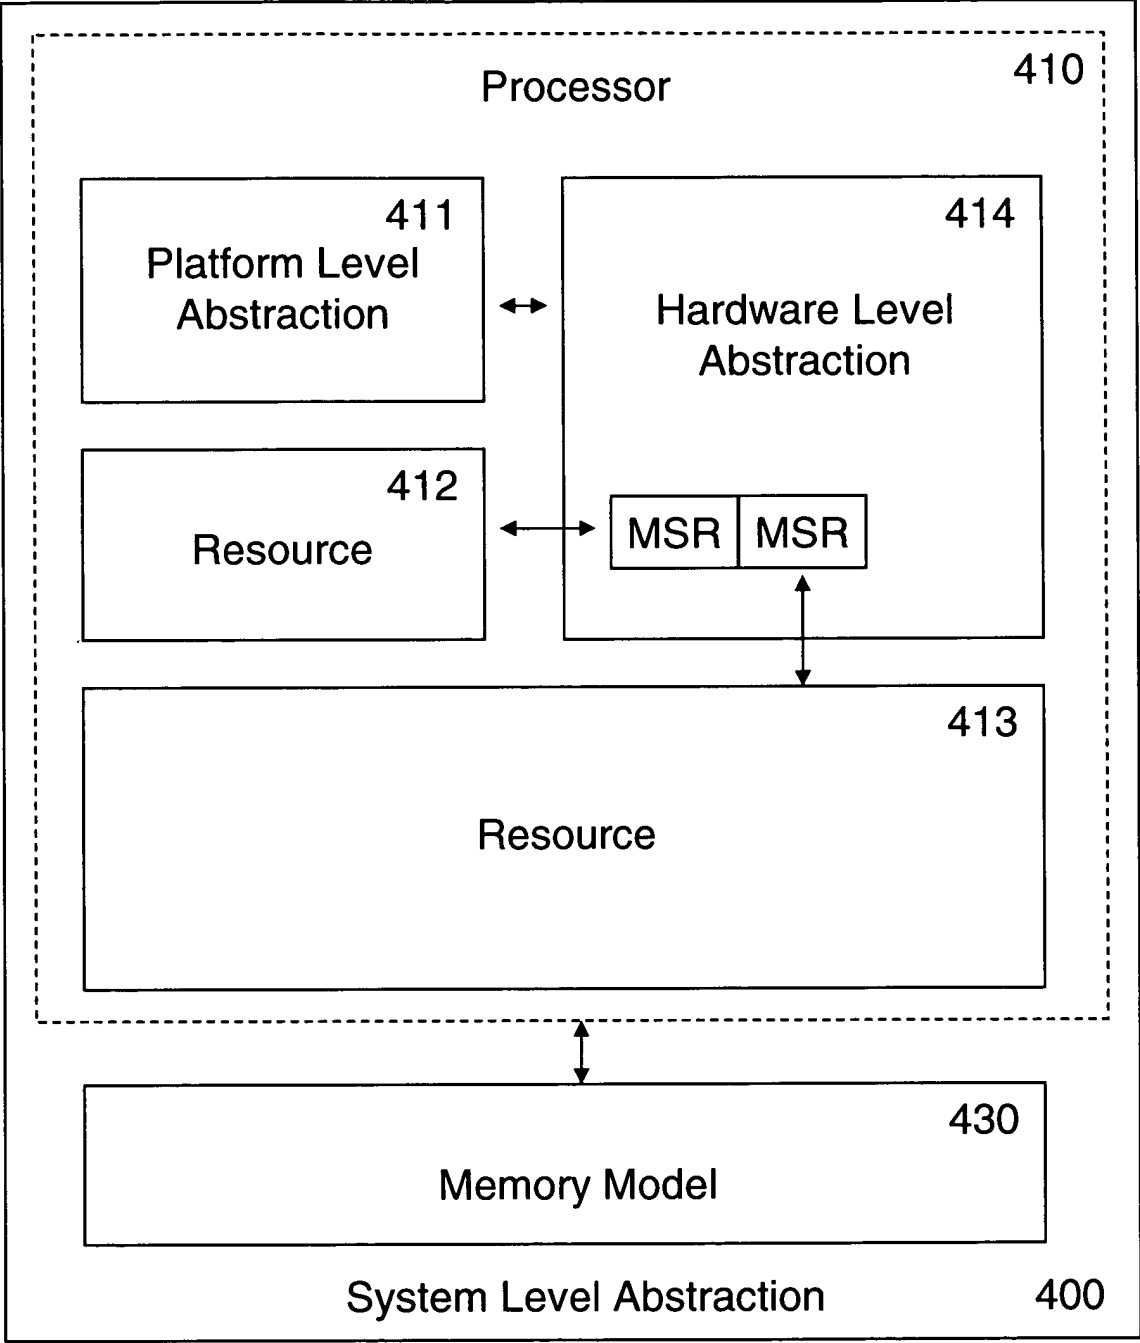 410
Processor
411
Platform Level
Abstraction
414
Hardware Level
Abstraction
412
Resource
MSR MSR
413
Resource
430
Memory Model
System Level Abstraction 400